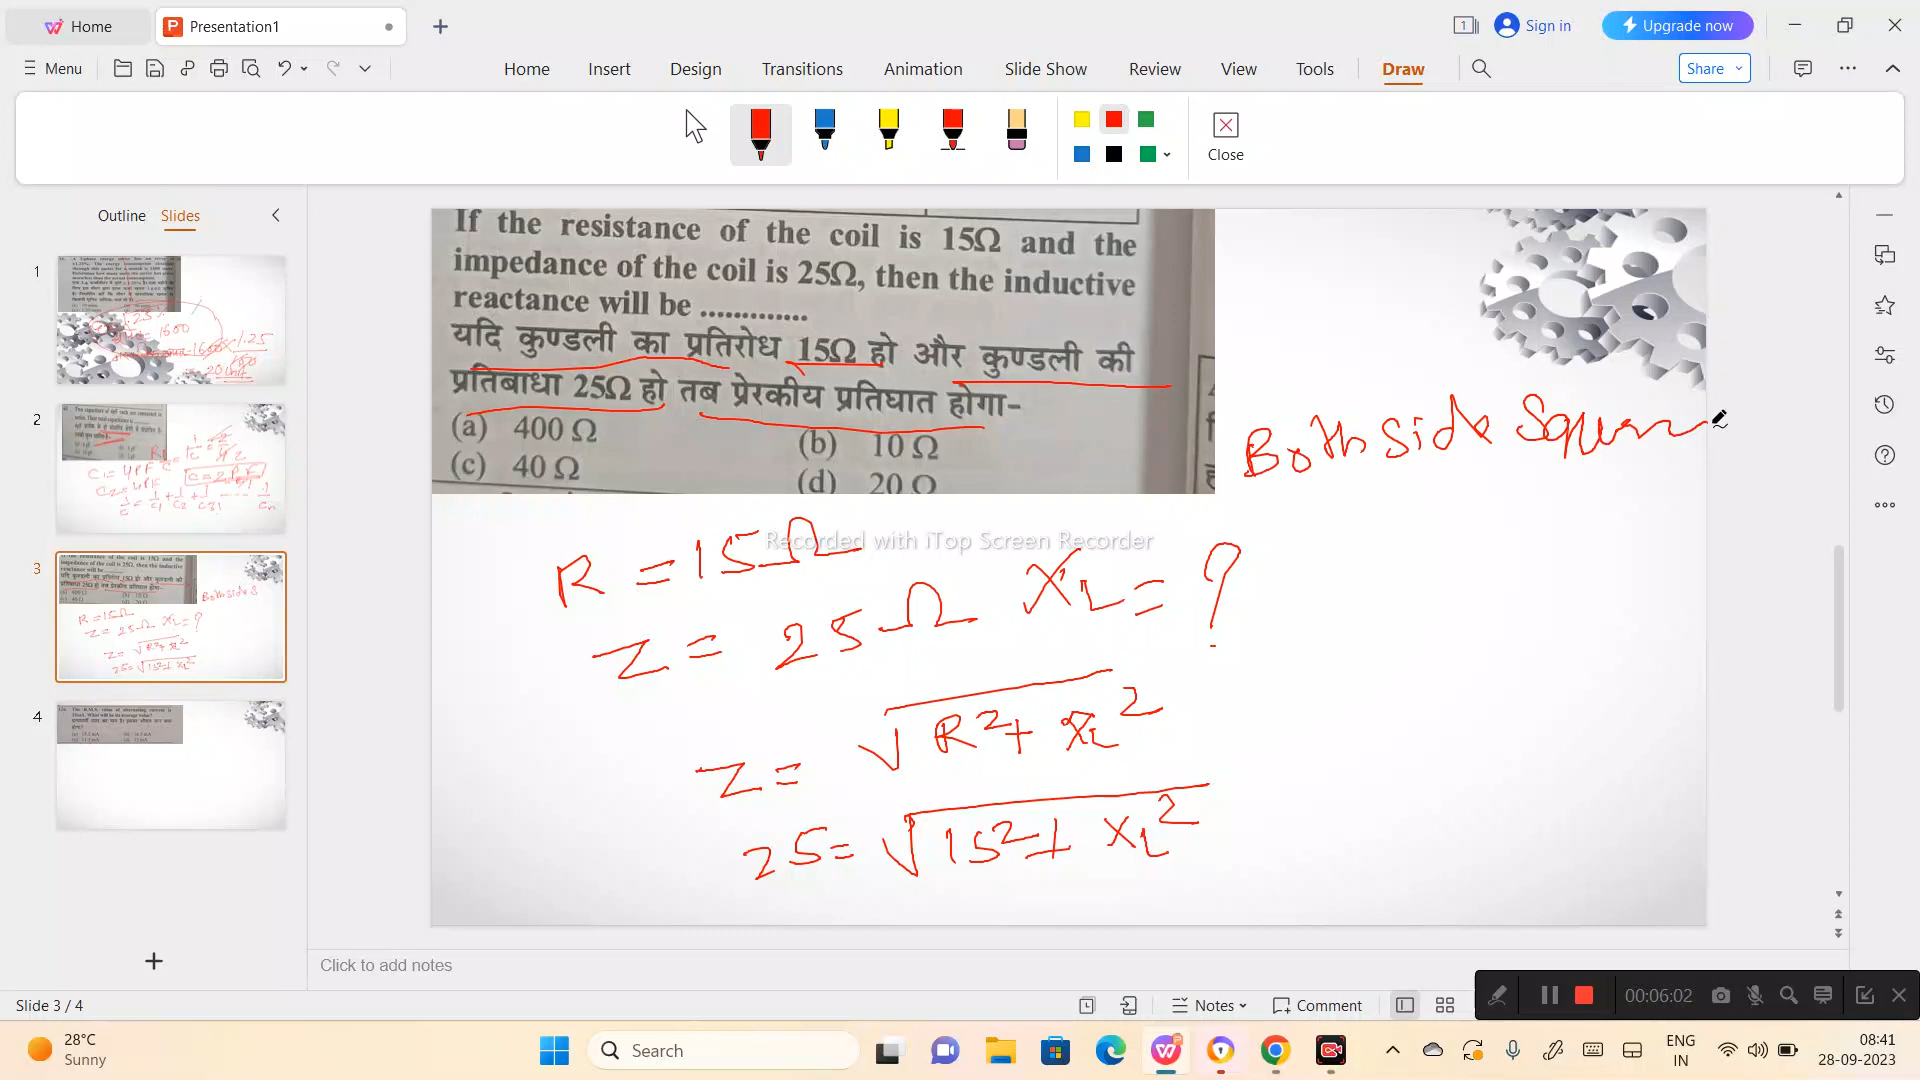 Home
Presentation1
Sign in
Upgrade now
Menu
Home Insert Design Transitions Animation Slide Show Review View Tools Draw
Share
Close
Outline Slides
1
2
3
4
If the resistance of the coil is 15Ω and the
impedance of the coil is 25Ω, then the inductive
reactance will be .............
यदि कुण्डली का प्रतिरोध 15Ω हो और कुण्डली की
प्रतिबाधा 25Ω हो तब प्रेरकीय प्रतिघात होगा-
(a) 400 Ω (b) 10 Ω
(c) 40 Ω (d) 20 Ω
Both side Square
Recorded with iTop Screen Recorder
R = 15Ω
Z = 25Ω XL = ?
Z = √R²+ XL²
25 = √15²+ XL²
Click to add notes
Slide 3 / 4
Notes
Comment
00:06:02
28°C
Sunny
Search
ENG
IN
08:41
28-09-2023